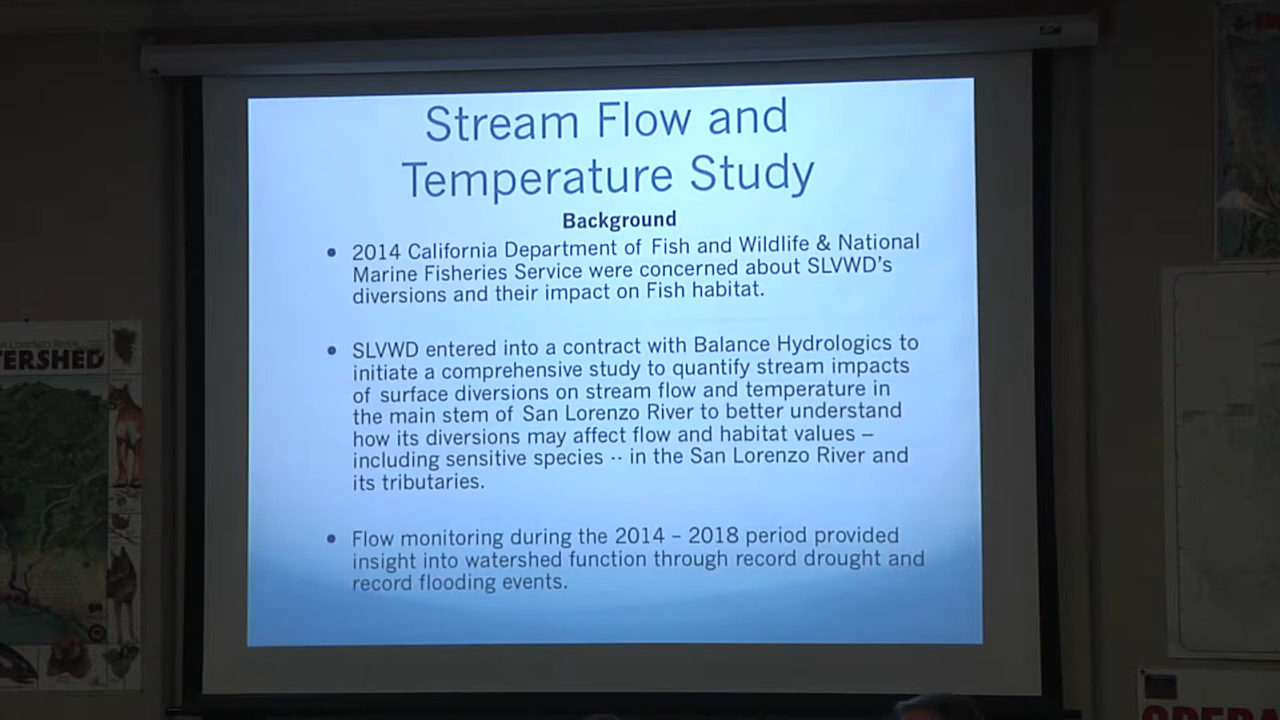 Stream Flow and
Temperature Study
Background
• 2014 California Department of Fish and Wildlife & National
Marine Fisheries Service were concerned about SLVWD's
diversions and their impact on Fish habitat.
• SLVWD entered into a contract with Balance Hydrologics to
initiate a comprehensive study to quantify stream impacts
of surface diversions on stream flow and temperature in
the main stem of San Lorenzo River to better understand
how its diversions may affect flow and habitat values –
including sensitive species -- in the San Lorenzo River and
its tributaries.
• Flow monitoring during the 2014 – 2018 period provided
insight into watershed function through record drought and
record flooding events.
LORENZO RIVER
ERSHED